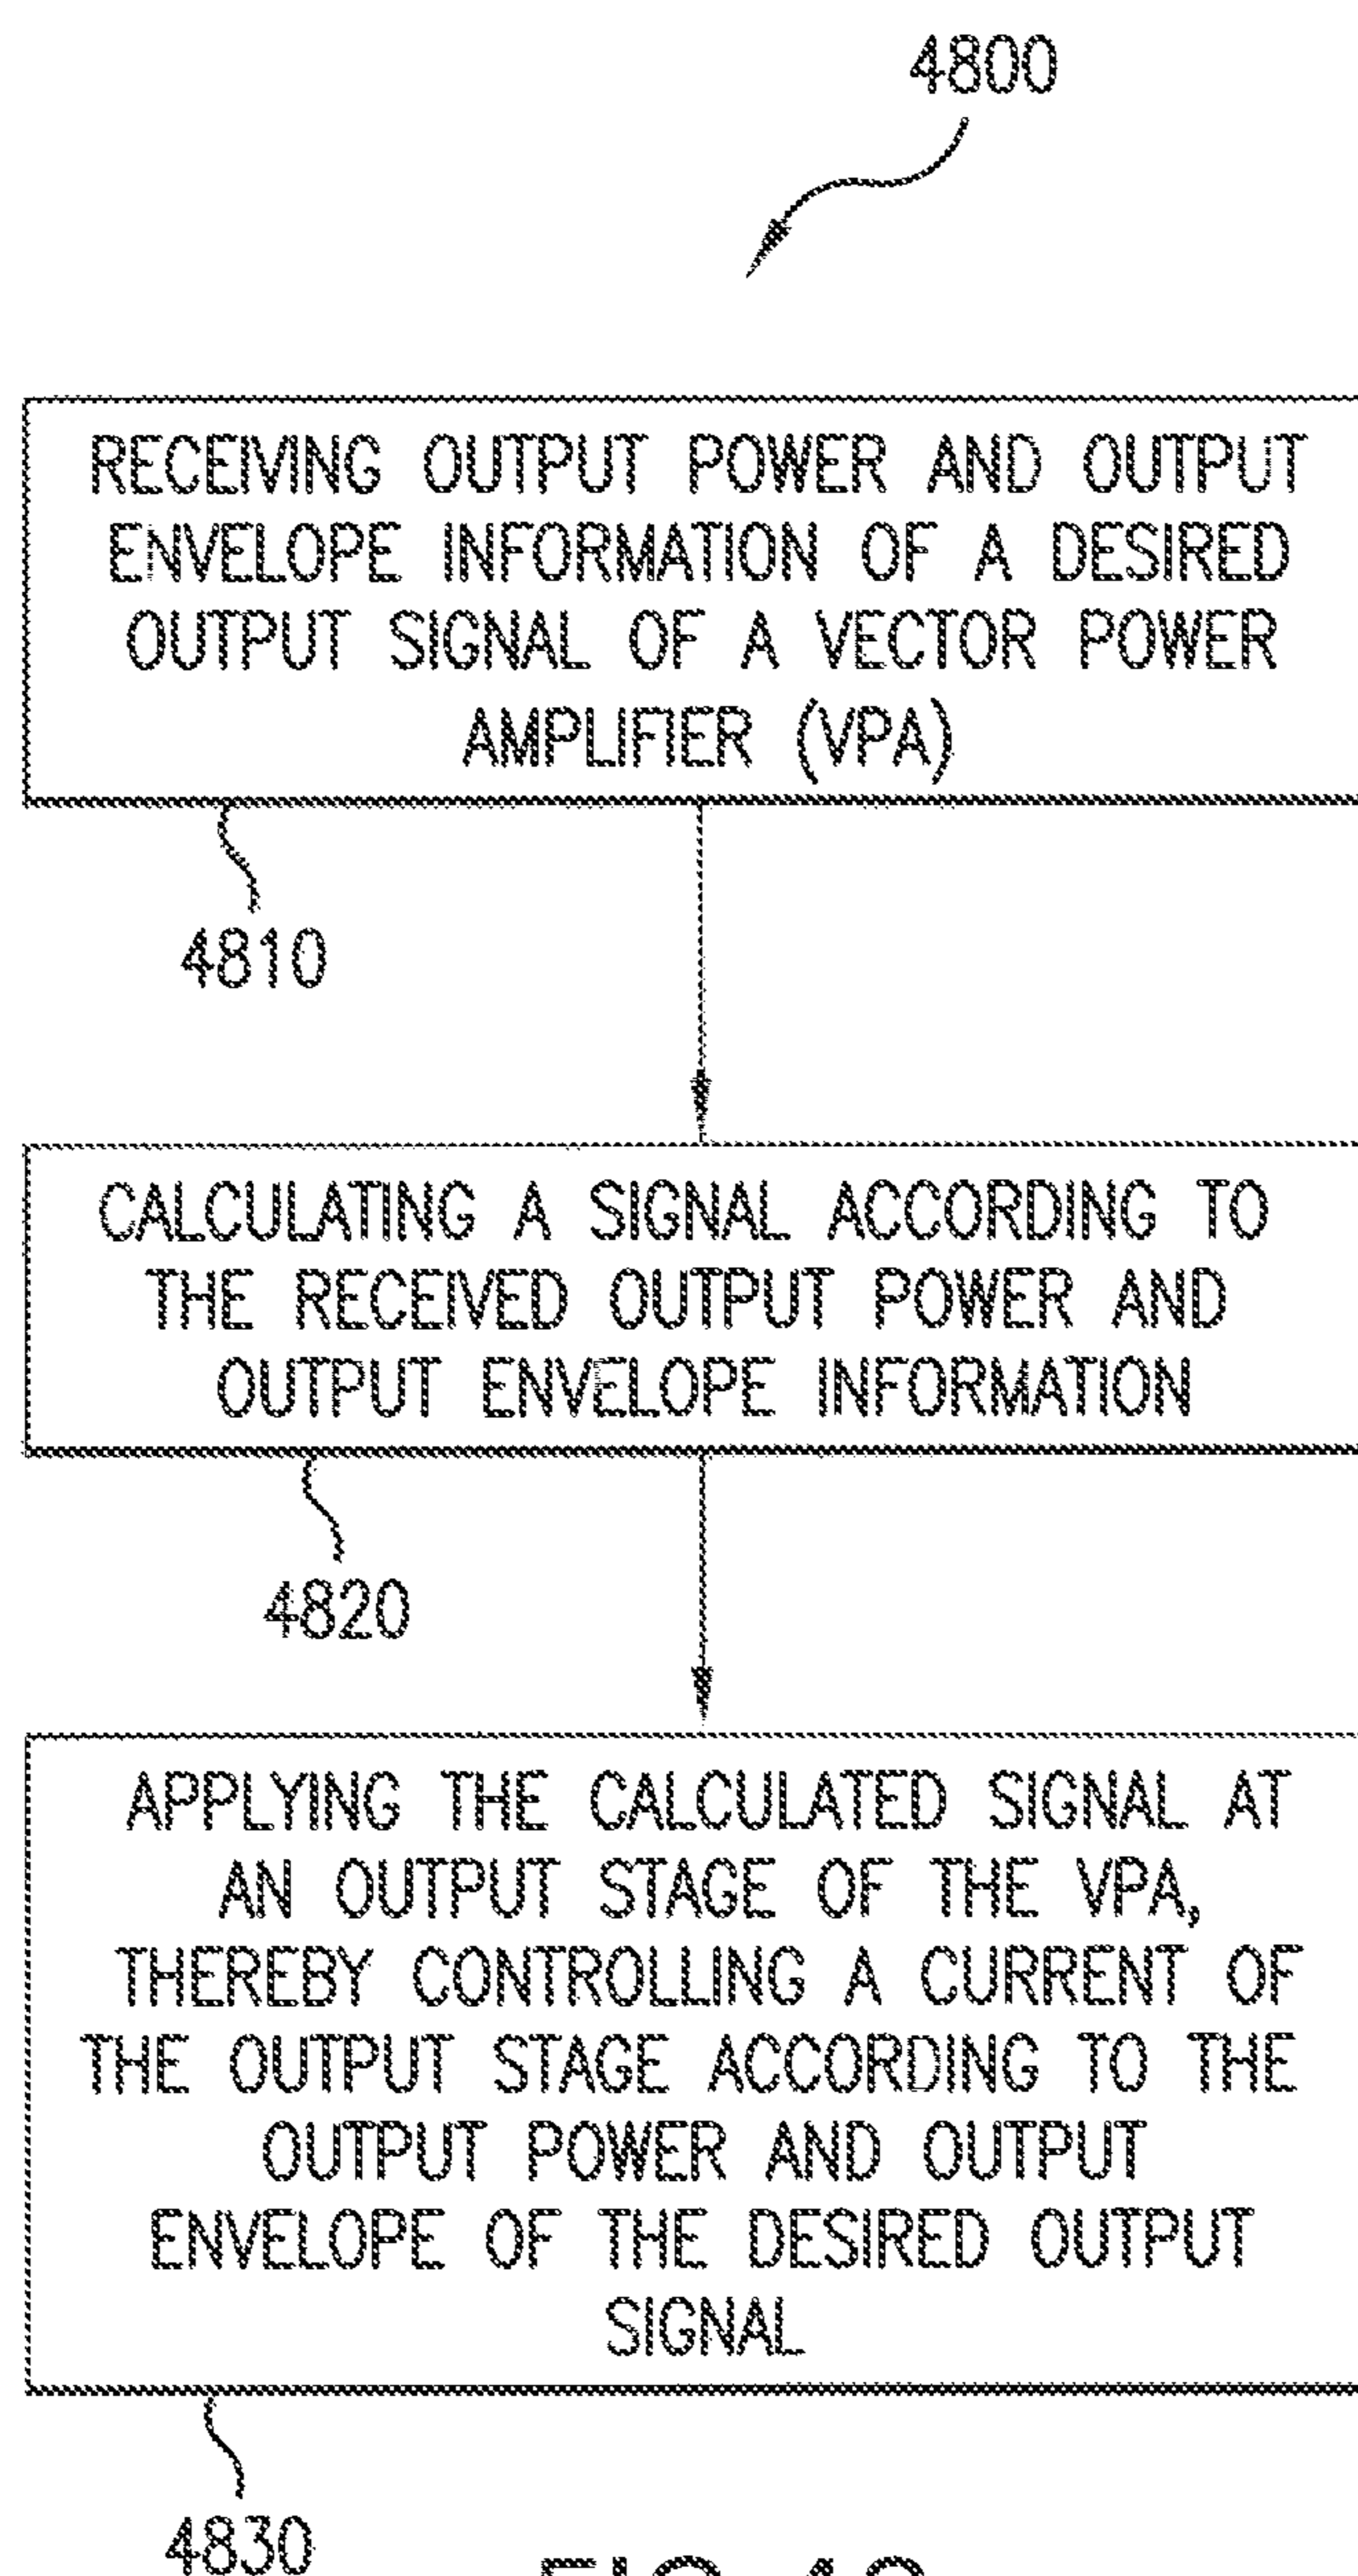 4800
RECEIVING OUTPUT POWER AND OUTPUT
ENVELOPE INFORMATION OF A DESIRED
OUTPUT SIGNAL OF A VECTOR POWER
AMPLIFIER (VPA)
4810
CALCULATING A SIGNAL ACCORDING TO
THE RECEIVED OUTPUT POWER AND
OUTPUT ENVELOPE INFORMATION
4820
APPLYING THE CALCULATED SIGNAL AT
AN OUTPUT STAGE OF THE VPA,
THEREBY CONTROLLING A CURRENT OF
THE OUTPUT STAGE ACCORDING TO THE
OUTPUT POWER AND OUTPUT
ENVELOPE OF THE DESIRED OUTPUT
SIGNAL
4830